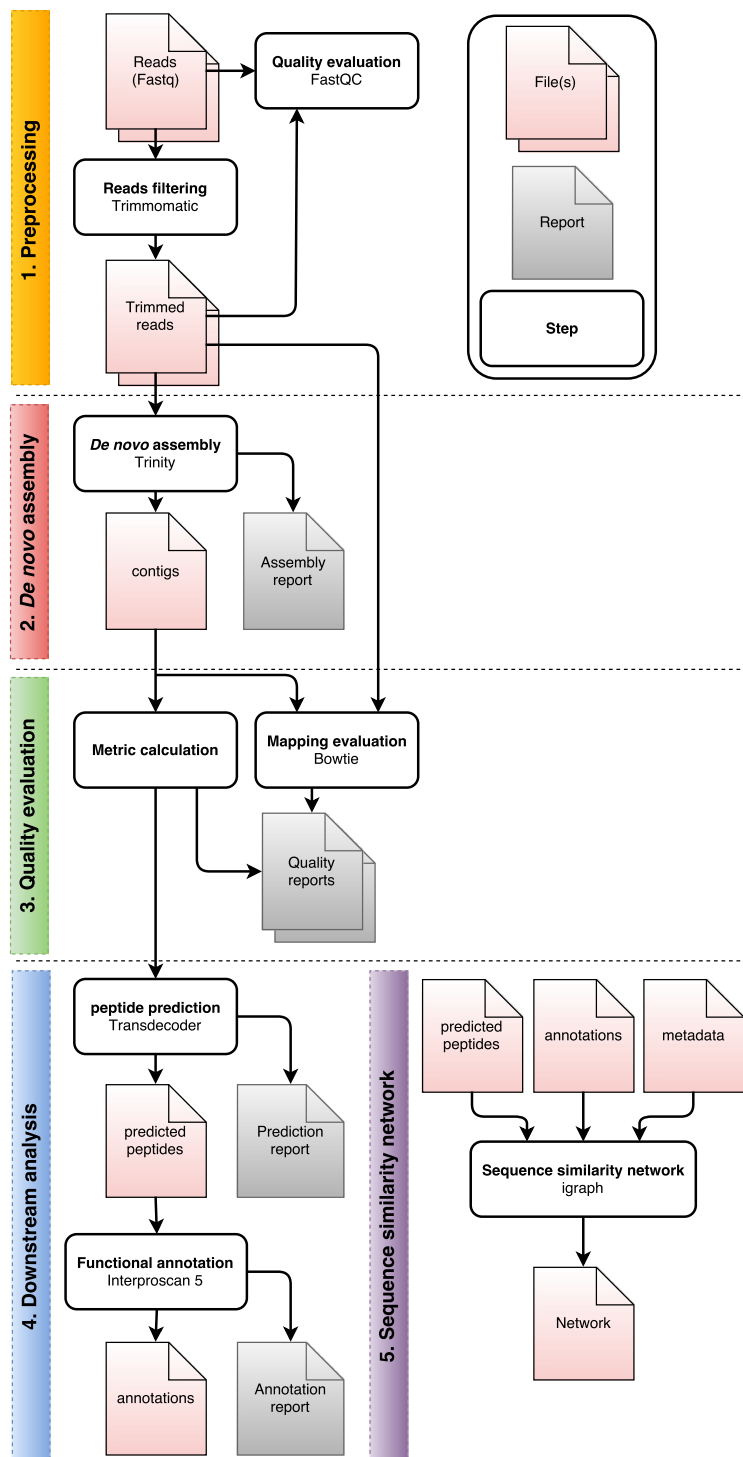 1. Preprocessing
Reads
(Fastq)
Quality evaluation
FastQC
File(s)
Reads filtering
Trimmomatic
Report
Trimmed
reads
Step
2. De novo assembly
De novo assembly
Trinity
contigs
Assembly
report
3. Quality evaluation
Metric calculation
Mapping evaluation
Bowtie
Quality
reports
4. Downstream analysis
peptide prediction
Transdecoder
predicted
peptides
Prediction
report
Functional annotation
Interproscan 5
annotations
Annotation
report
5. Sequence similarity network
predicted
peptides
annotations
metadata
Sequence similarity network
igraph
Network